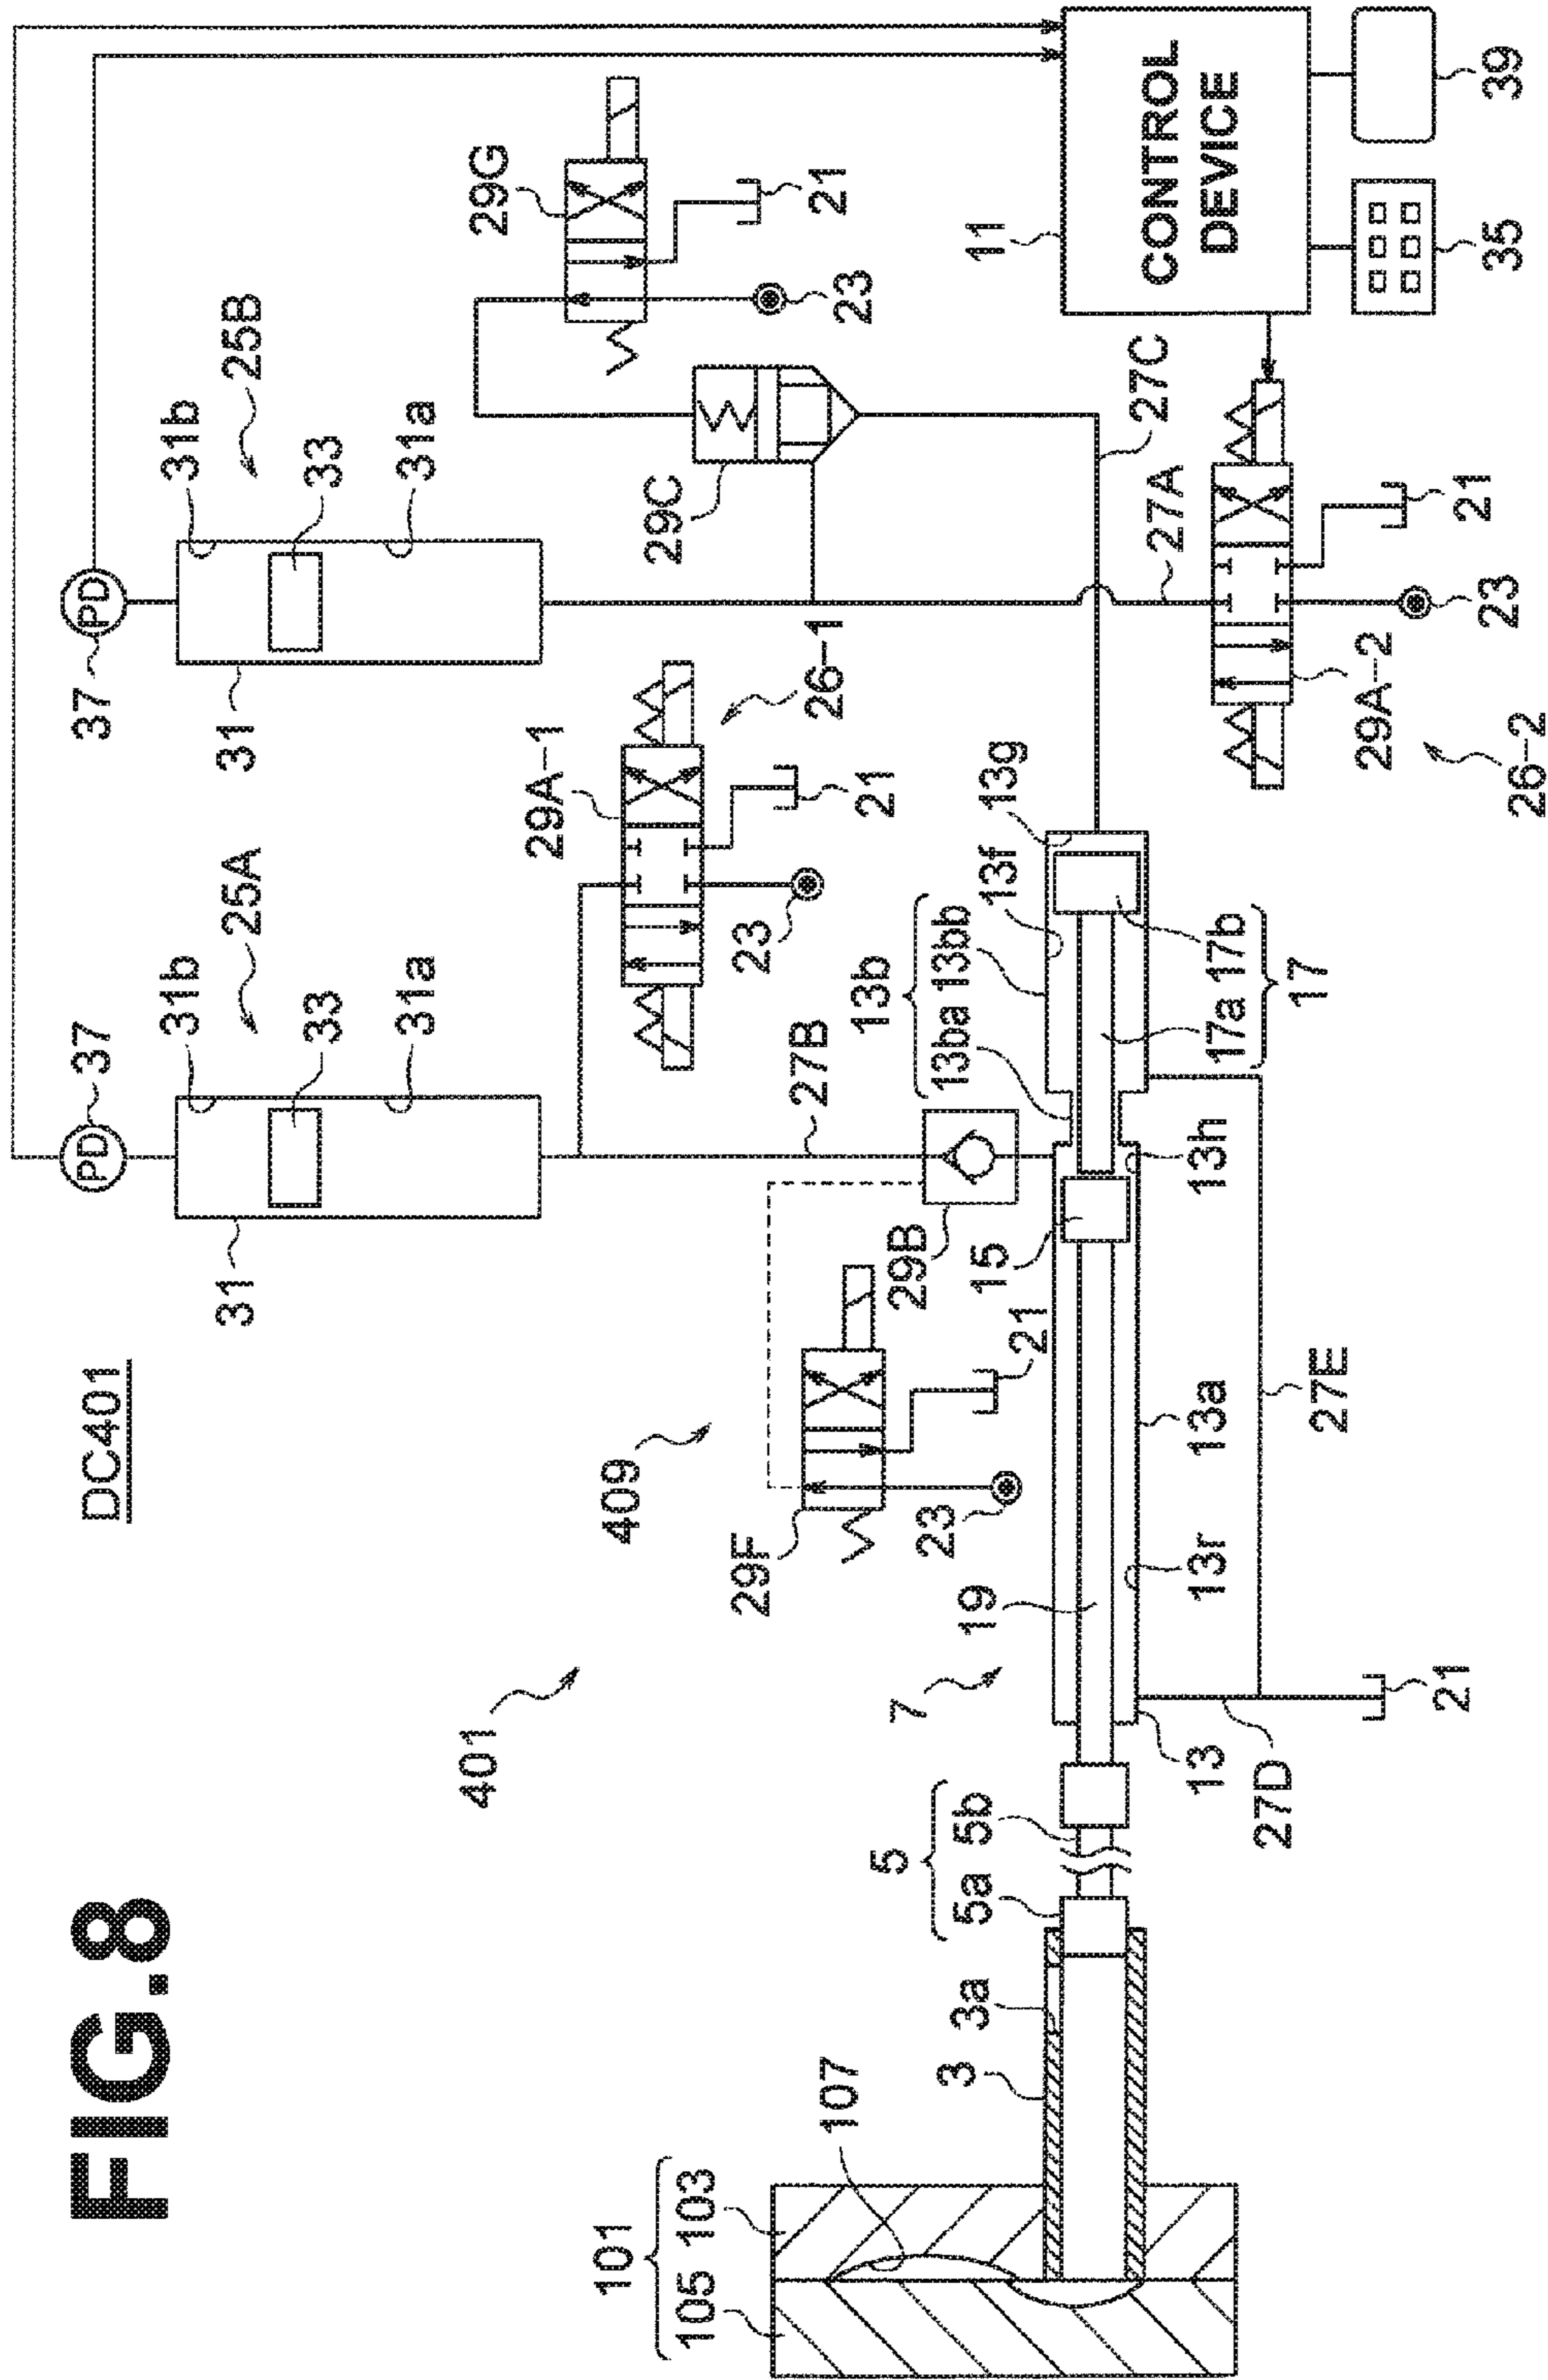 FIG.8
DC401
37
PD
37
PD
31b
25A
31b
25B
33
33
31
31a
31
31a
29G
21
23
401
409
29F
21
23
29A-1
26-1
21
23
29C
29B
27B
11
CONTROL
DEVICE
101
105 103
107
3
3a
5
5a 5b
7
19
15
13b
13ba 13bb
13f
13g
27A
27C
13
13r
13a
13h
17a 17b
17
27D
27E
21
29A-2
26-2
23
21
35
39